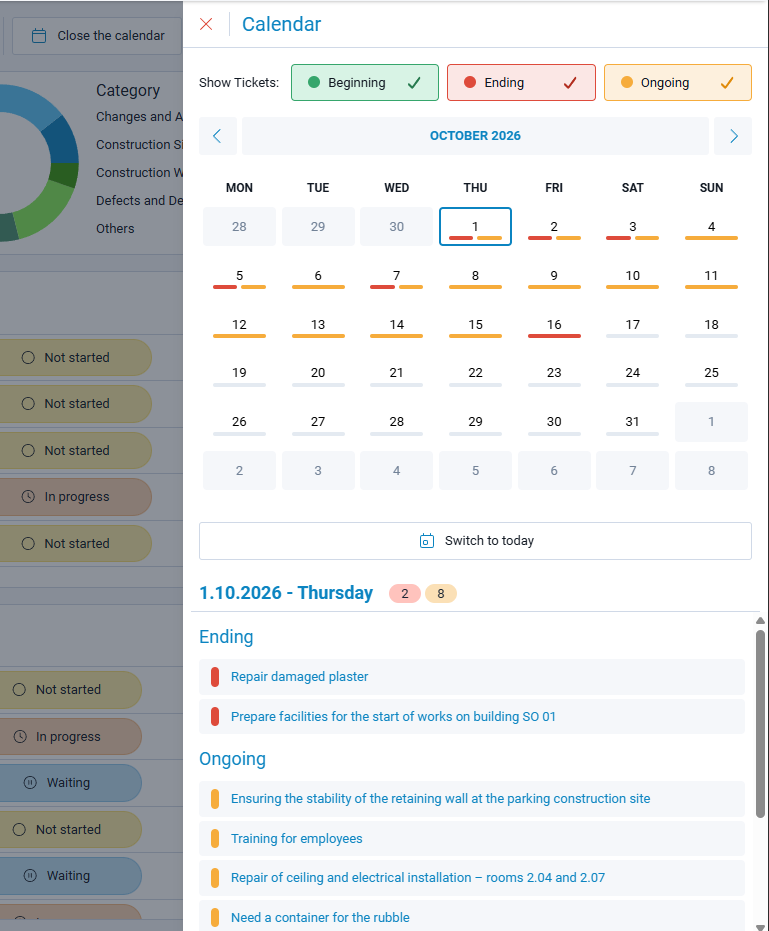 Close the calendar
Category
Changes and A
Construction Si
Construction W
Defects and De
Others
Not started
Not started
Not started
In progress
Not started
Not started
In progress
Waiting
Not started
Waiting
Calendar
Show Tickets:
Beginning
Ending
Ongoing
OCTOBER 2026
MON TUE WED THU FRI SAT SUN
28 29 30 1 2 3 4
5 6 7 8 9 10 11
12 13 14 15 16 17 18
19 20 21 22 23 24 25
26 27 28 29 30 31 1
2 3 4 5 6 7 8
Switch to today
1.10.2026 - Thursday 2 8
Ending
Repair damaged plaster
Prepare facilities for the start of works on building SO 01
Ongoing
Ensuring the stability of the retaining wall at the parking construction site
Training for employees
Repair of ceiling and electrical installation – rooms 2.04 and 2.07
Need a container for the rubble